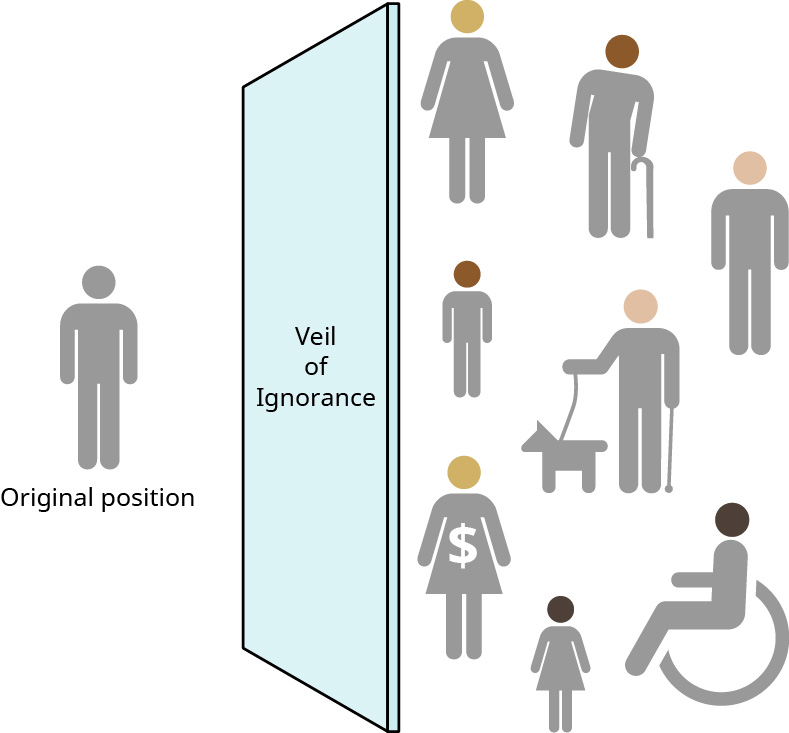 Veil
of
Ignorance
Original position
$